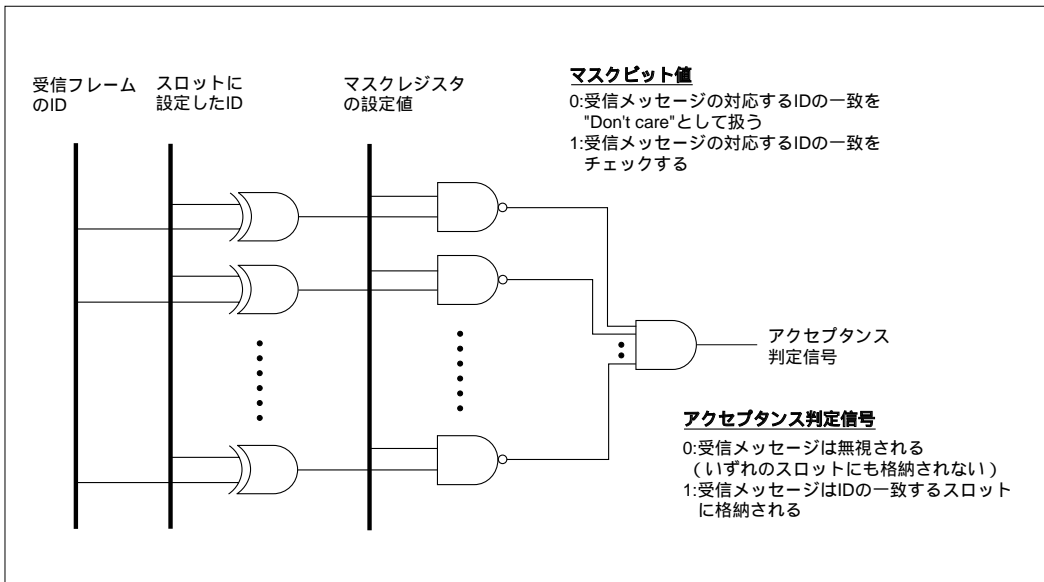 受信フレーム
のID
スロットに
設定したID
マスクレジスタ
の設定値
マスクビット値
0:受信メッセージの対応するIDの一致を
"Don't care"として扱う
1:受信メッセージの対応するIDの一致を
チェックする
アクセプタンス
判定信号
アクセプタンス判定信号
0:受信メッセージは無視される
(いずれのスロットにも格納されない)
1:受信メッセージはIDの一致するスロット
に格納される